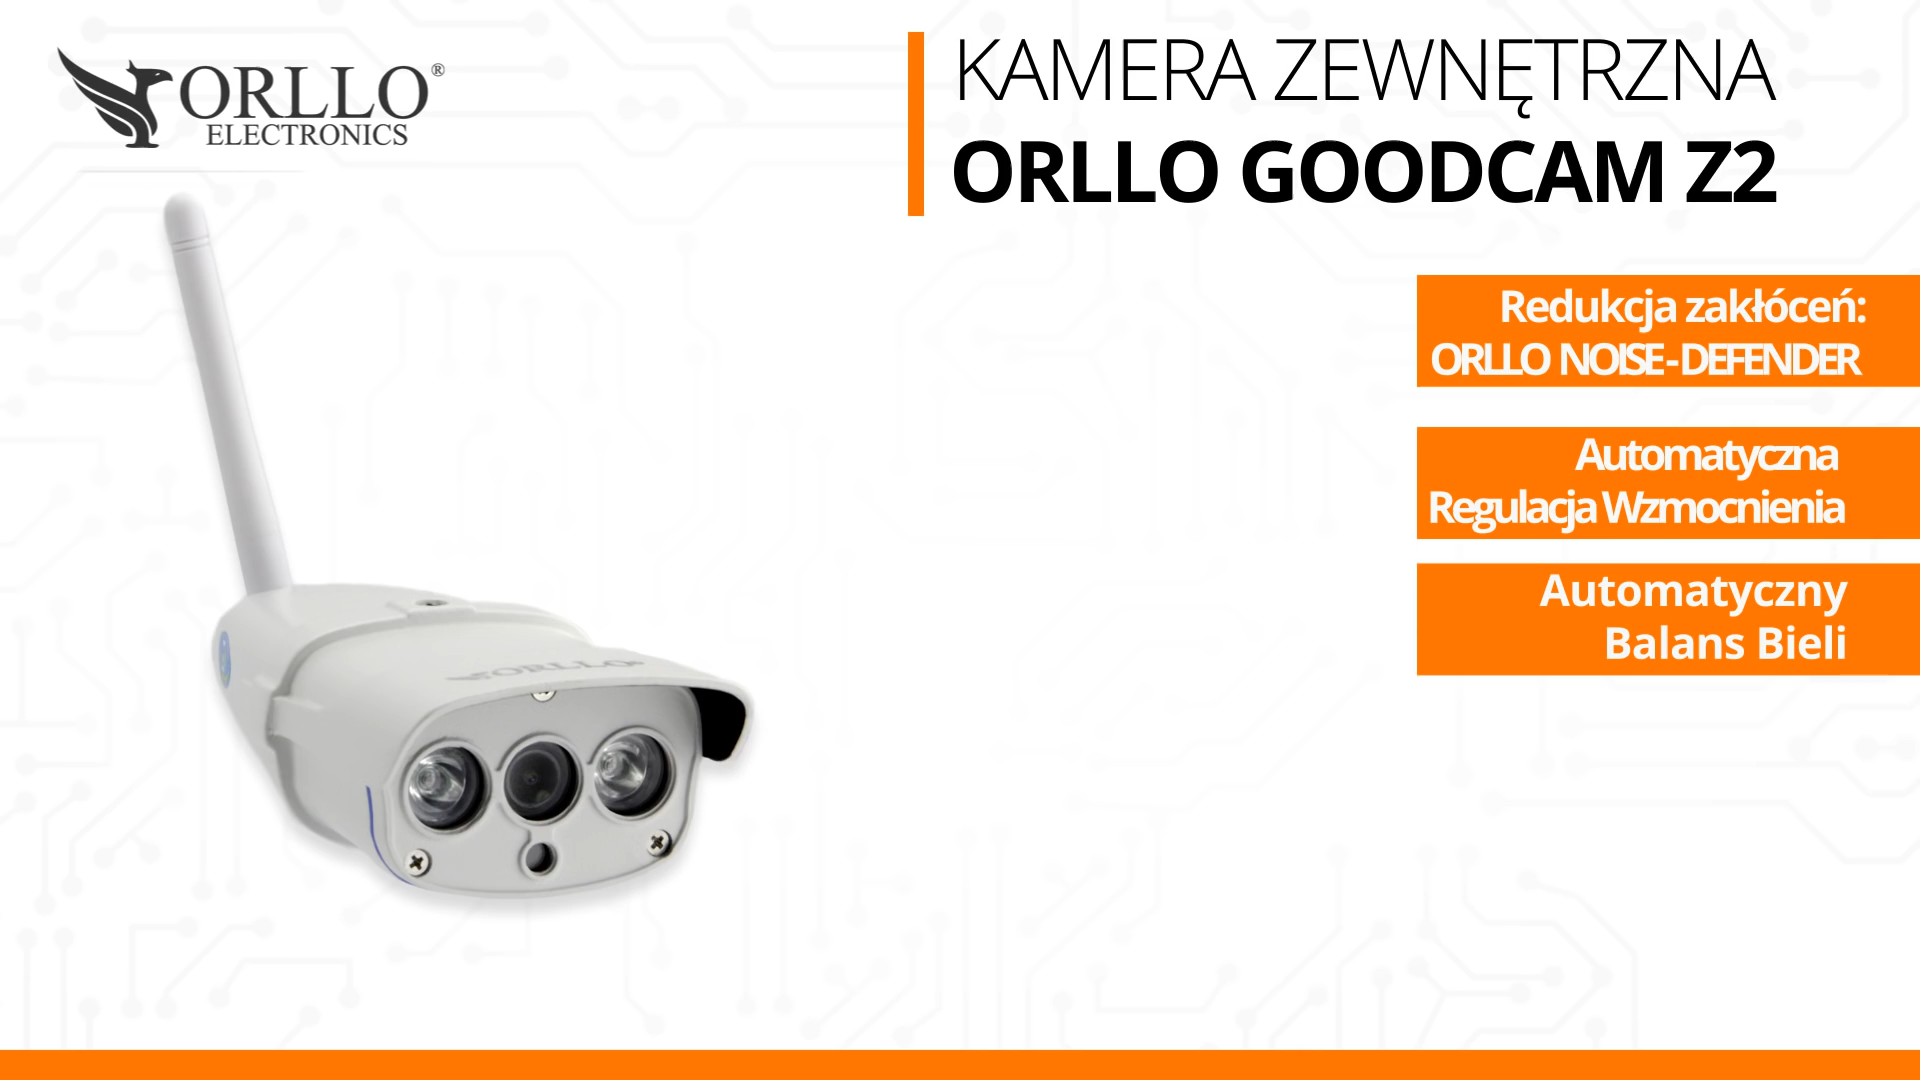 ORLLO®
ELECTRONICS
KAMERA ZEWNĘTRZNA
ORLLO GOODCAM Z2
Redukcja zakłóceń:
ORLLO NOISE-DEFENDER
Automatyczna
Regulacja Wzmocnienia
Automatyczny
Balans Bieli
ORLLO